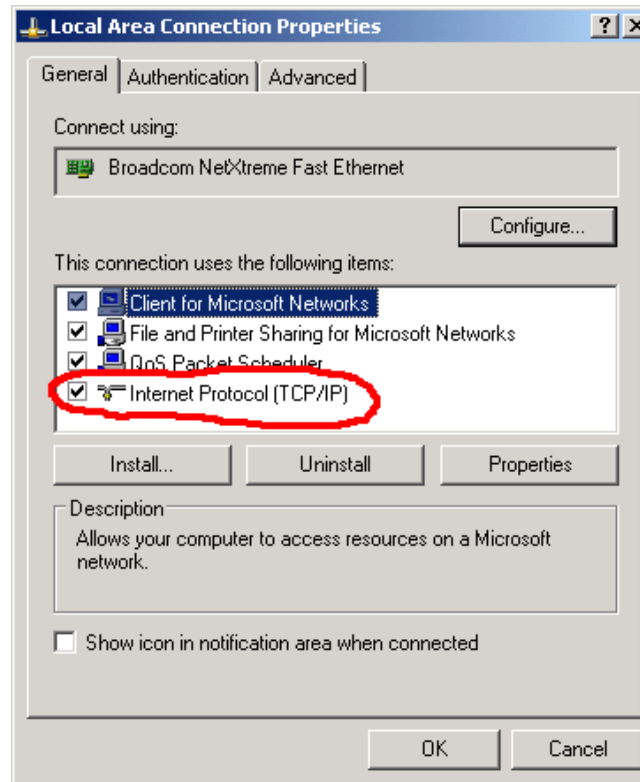 Local Area Connection Properties
General Authentication Advanced
Connect using:
Broadcom NetXtreme Fast Ethernet
Configure...
This connection uses the following items:
Client for Microsoft Networks
File and Printer Sharing for Microsoft Networks
QoS Packet Scheduler
Internet Protocol (TCP/IP)
Install... Uninstall Properties
Description
Allows your computer to access resources on a Microsoft
network.
Show icon in notification area when connected
OK Cancel